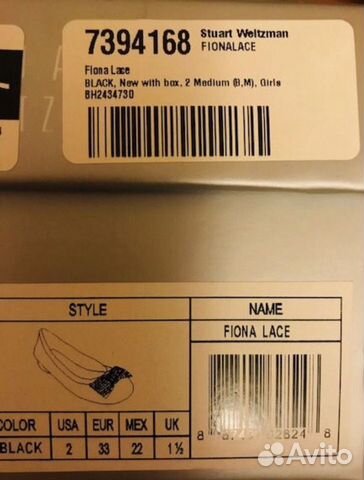 7394168
Stuart Weitzman
FIONALACE
Fiona Lace
BLACK, New with box, 2 Medium (B,M), Girls
8H2434730
STYLE
NAME
FIONA LACE
COLOR USA EUR MEX UK
BLACK 2 33 22 1½
Avito